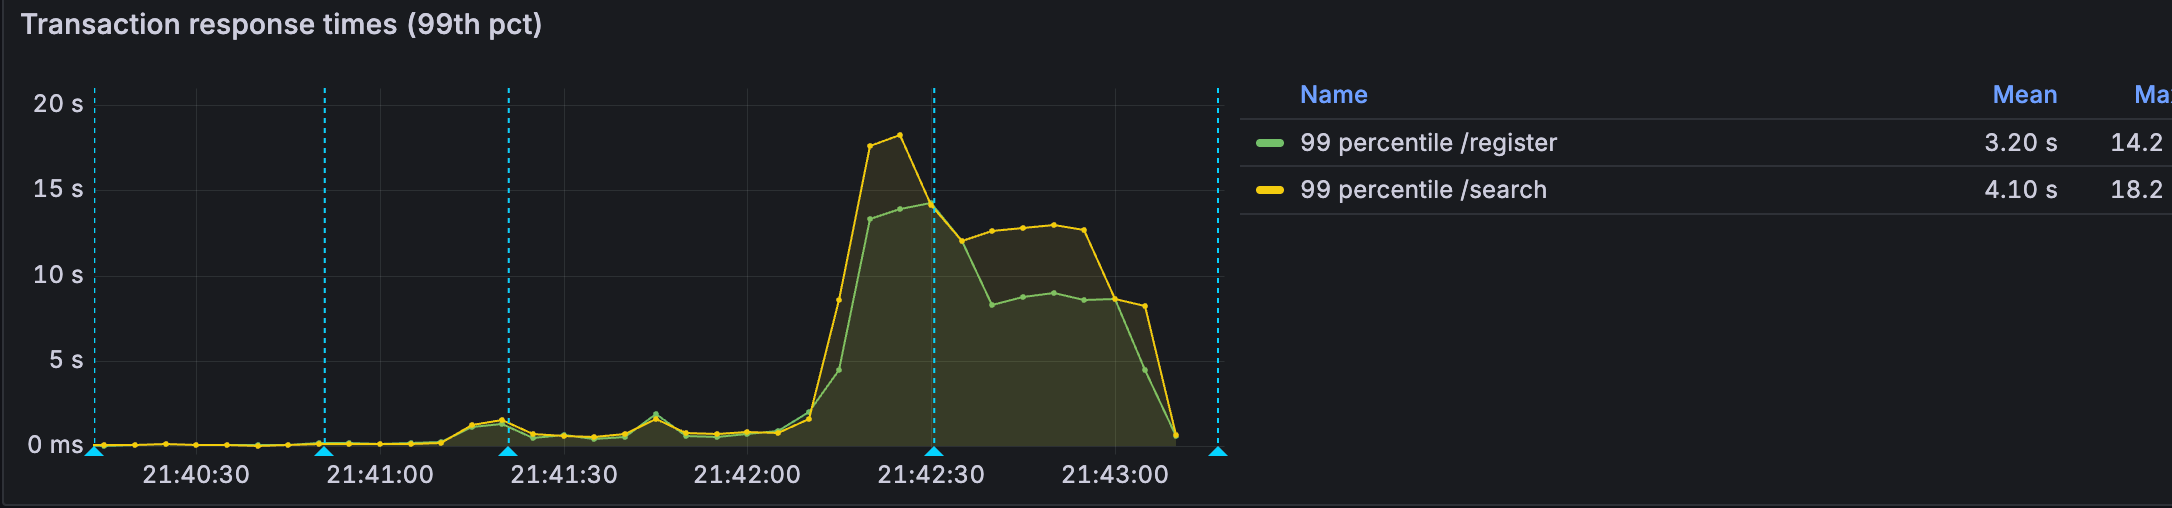 Transaction response times (99th pct)
20 s
15 s
10 s
5 s
0 ms
21:40:30 21:41:00 21:41:30 21:42:00 21:42:30 21:43:00
Name Mean Ma
99 percentile /register 3.20 s 14.2
99 percentile /search 4.10 s 18.2